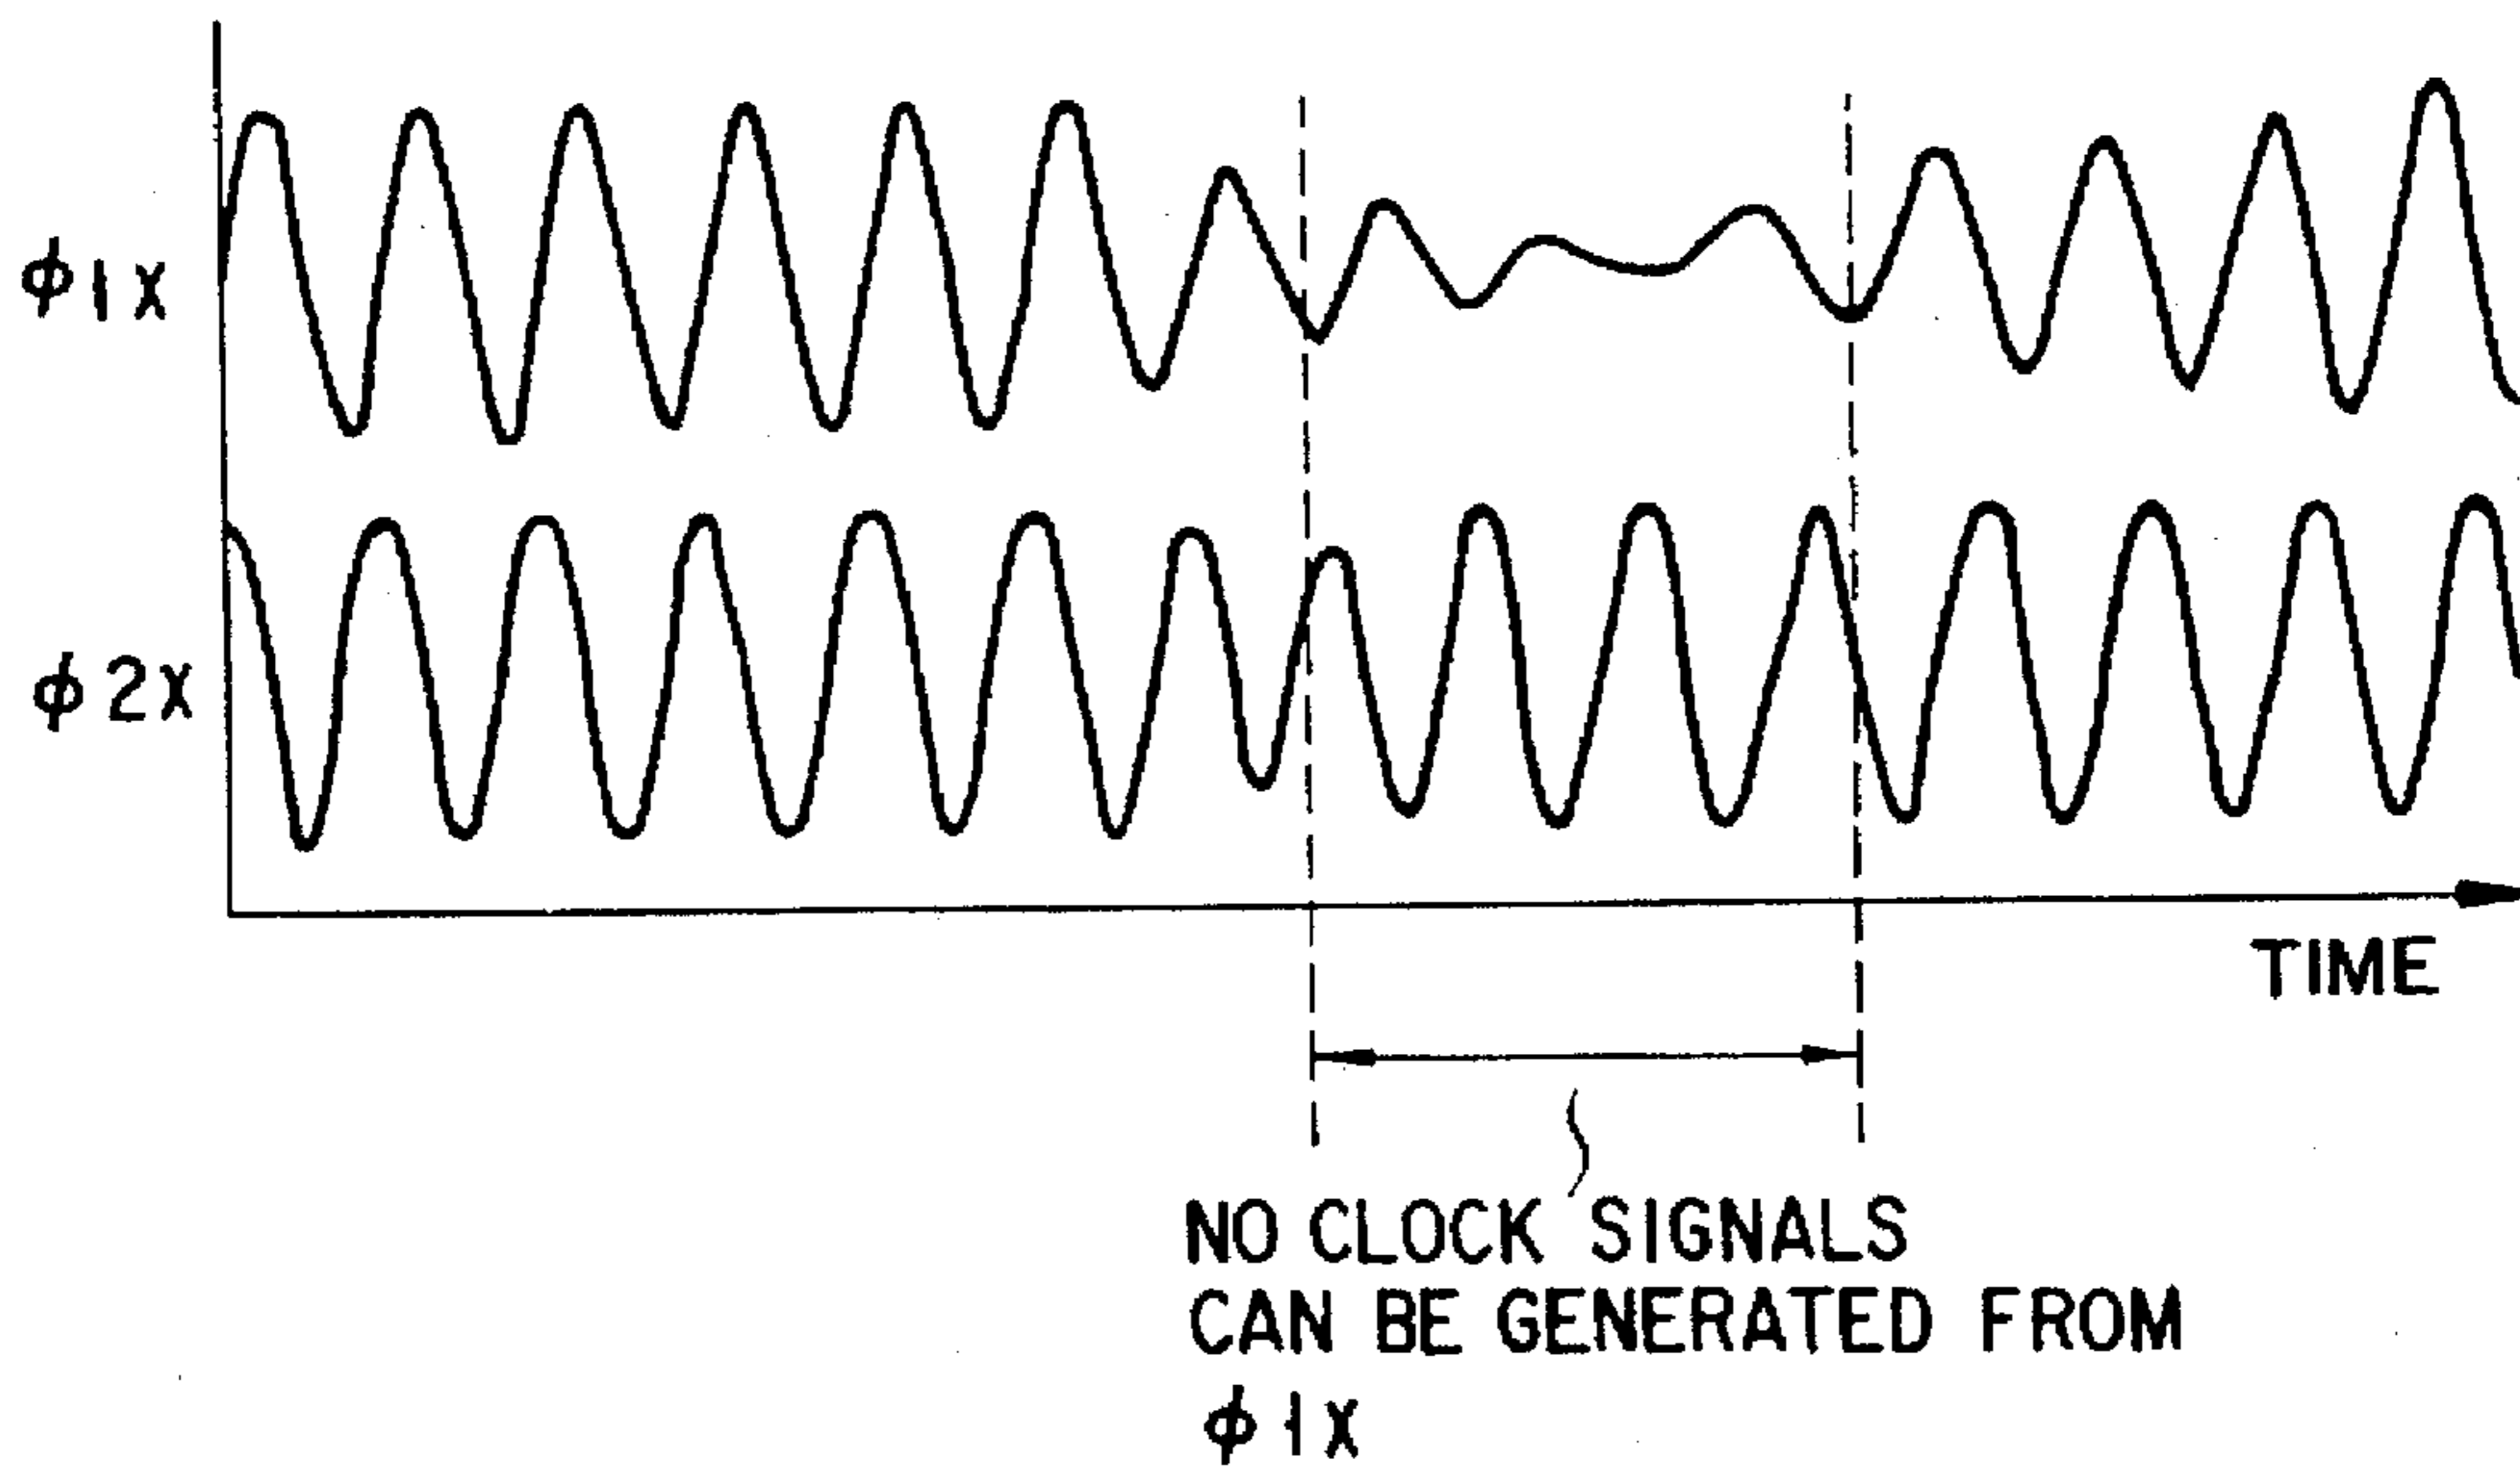 ϕ1X
ϕ2X
TIME
NO CLOCK SIGNALS
CAN BE GENERATED FROM
ϕ1X